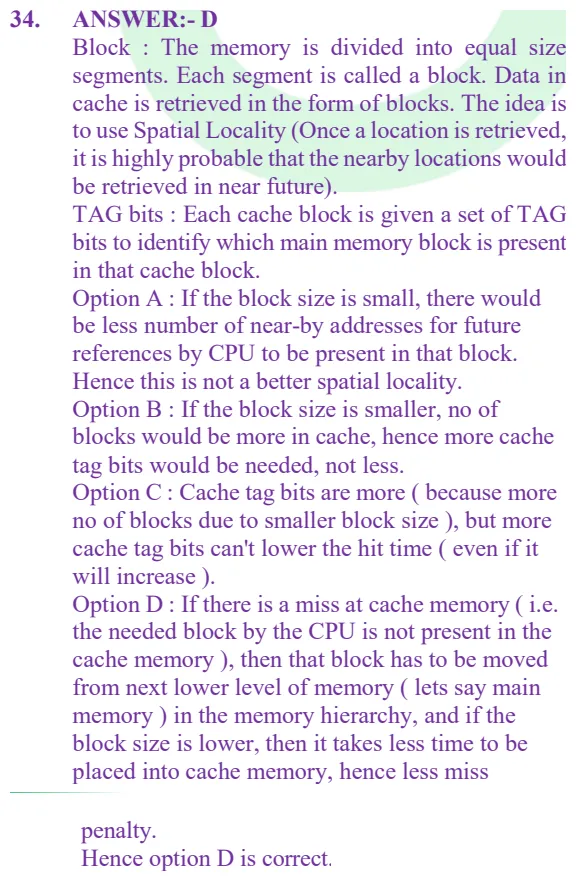 34. ANSWER:- D
Block : The memory is divided into equal size
segments. Each segment is called a block. Data in
cache is retrieved in the form of blocks. The idea is
to use Spatial Locality (Once a location is retrieved,
it is highly probable that the nearby locations would
be retrieved in near future).
TAG bits : Each cache block is given a set of TAG
bits to identify which main memory block is present
in that cache block.
Option A : If the block size is small, there would
be less number of near-by addresses for future
references by CPU to be present in that block.
Hence this is not a better spatial locality.
Option B : If the block size is smaller, no of
blocks would be more in cache, hence more cache
tag bits would be needed, not less.
Option C : Cache tag bits are more ( because more
no of blocks due to smaller block size ), but more
cache tag bits can't lower the hit time ( even if it
will increase ).
Option D : If there is a miss at cache memory ( i.e.
the needed block by the CPU is not present in the
cache memory ), then that block has to be moved
from next lower level of memory ( lets say main
memory ) in the memory hierarchy, and if the
block size is lower, then it takes less time to be
placed into cache memory, hence less miss
penalty.
Hence option D is correct.